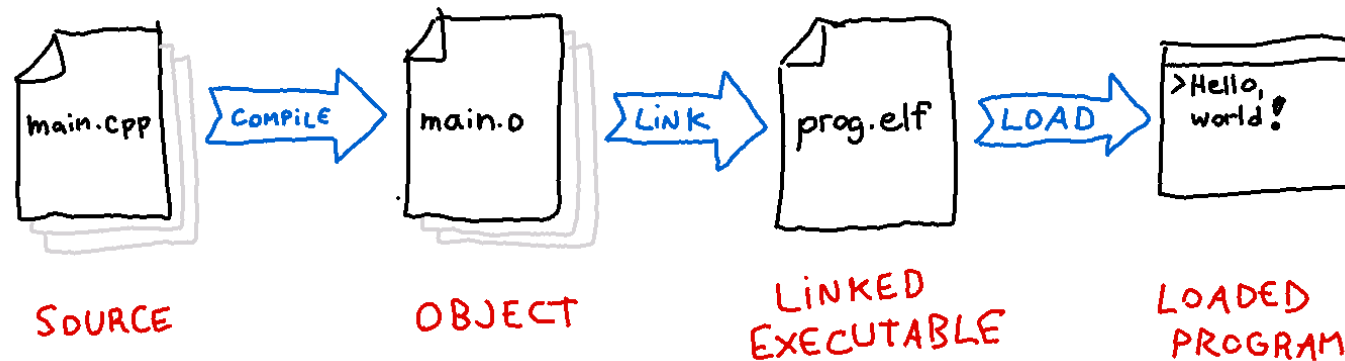 main.cpp
COMPILE
main.o
LINK
prog.elf
LOAD
>Hello,
world!
SOURCE
OBJECT
LINKED
EXECUTABLE
LOADED
PROGRAM